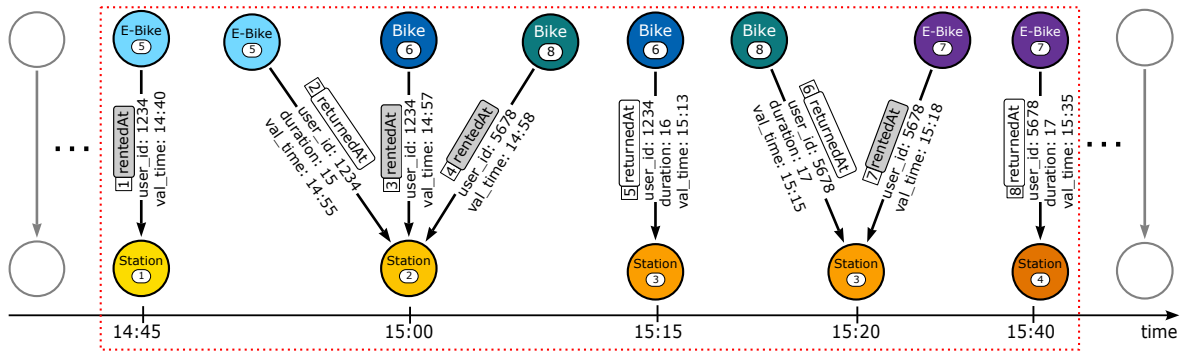 E-Bike
5
E-Bike
5
Bike
6
Bike
8
Bike
6
Bike
8
E-Bike
7
E-Bike
7
1 rentedAt
user_id: 1234
val_time: 14:40
2 returnedAt
user_id: 1234
duration: 15
val_time: 14:55
3 rentedAt
user_id: 1234
val_time: 14:57
4 rentedAt
user_id: 5678
val_time: 14:58
5 returnedAt
user_id: 1234
duration: 16
val_time: 15:13
6 returnedAt
user_id: 5678
duration: 17
val_time: 15:15
7 rentedAt
user_id: 5678
val_time: 15:18
8 returnedAt
user_id: 5678
duration: 17
val_time: 15:35
...
...
Station
1
Station
2
Station
3
Station
3
Station
4
14:45
15:00
15:15
15:20
15:40
time